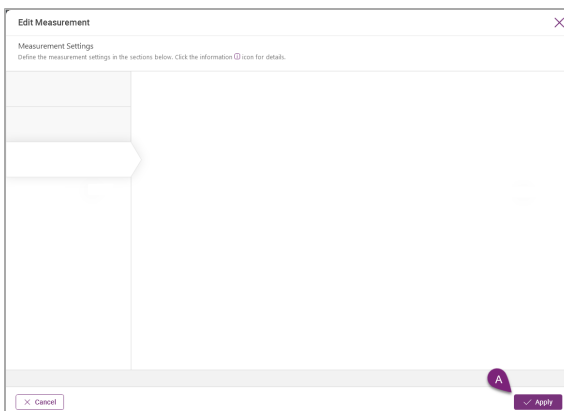 Edit Measurement
Measurement Settings
Define the measurement settings in the sections below. Click the information ⓘ icon for details.
A
Cancel
Apply